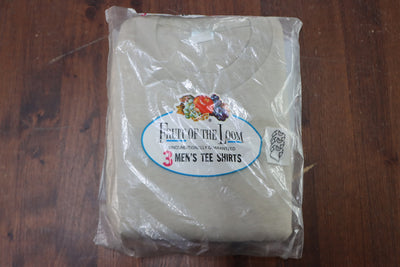 FRUIT OF THE LOOM
UNCONDITIONALLY GUARANTEED
3 MEN'S TEE SHIRTS